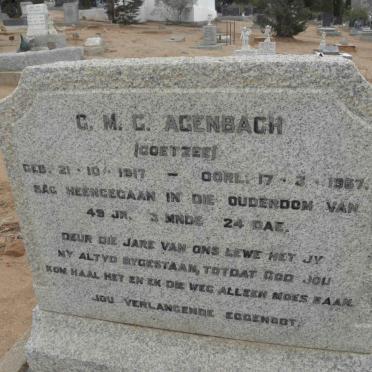 C. M. C. AGENBACH
(COETZEE)
GEB. 21 · 10 · 1917 — OORL. 17 · 3 · 1967.
SAG HEENGEGAAN IN DIE OUDERDOM VAN
49 JR. MNDE 24 DAE.
DEUR DIE JARE VAN ONS LEWE HET JY
MY ALTYD BYGESTAAN, TOTDAT GOD JOU
KOM HAAL HET EN EK DIE WEG ALLEEN MOES GAAN.
JOU VERLANGENDE EGGENOOT.